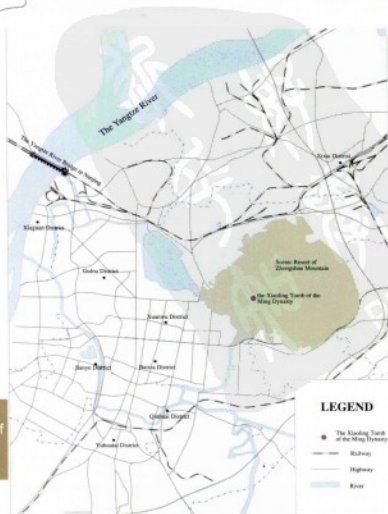 The Yangtze River
The Yangtze River Bridge in Nanjing
Xiaguan District
Gulou District
Scenic Resort of
Zhongshan Mountain
the Xiaoling Tomb of the
Ming Dynasty
Xuanwu District
Jianye District
Baixia District
Qinhuai District
Yuhuatai District
LEGEND
The Xiaoling Tomb
of the Ming Dynasty
Railway
Highway
River